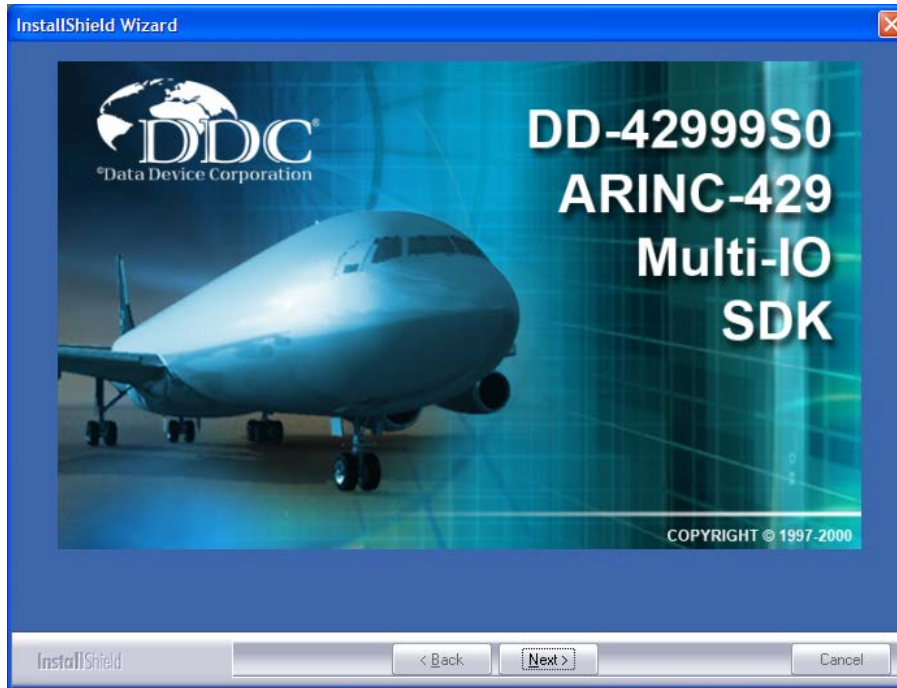 InstallShield Wizard
DDC®
©Data Device Corporation
DD-42999S0
ARINC-429
Multi-IO
SDK
COPYRIGHT © 1997-2000
InstallShield
< Back
Next >
Cancel